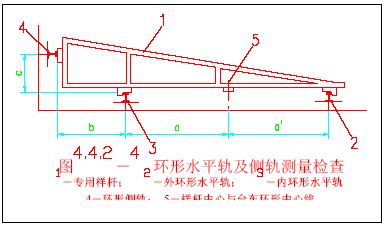 1
4
5
e
b
a
a'
3
2
图 4.4.2 — 4 环形水平轨及侧轨测量检查
1—专用样杆; 2—外环形水平轨; 3—内环形水平轨
4—环形侧轨; 5—样杆中心与台车环形中心线